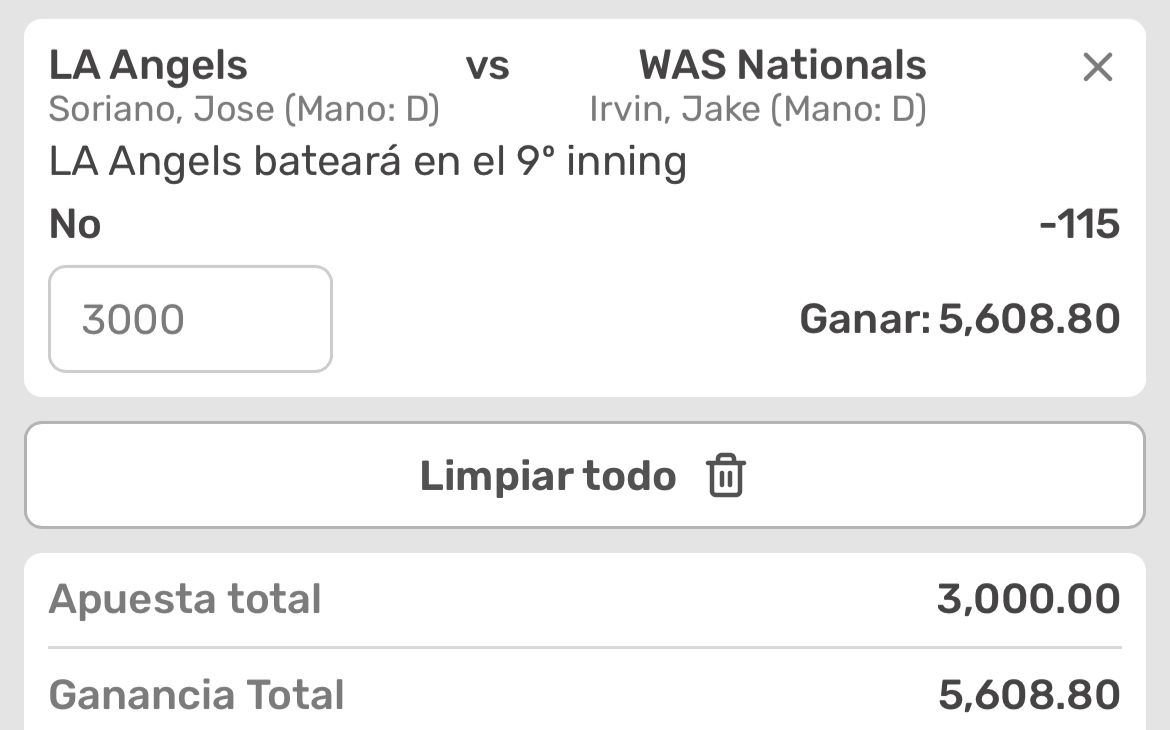 LA Angels vs WAS Nationals
Soriano, Jose (Mano: D) Irvin, Jake (Mano: D)
LA Angels bateará en el 9º inning
No -115
3000 Ganar: 5,608.80
Limpiar todo
Apuesta total 3,000.00
Ganancia Total 5,608.80